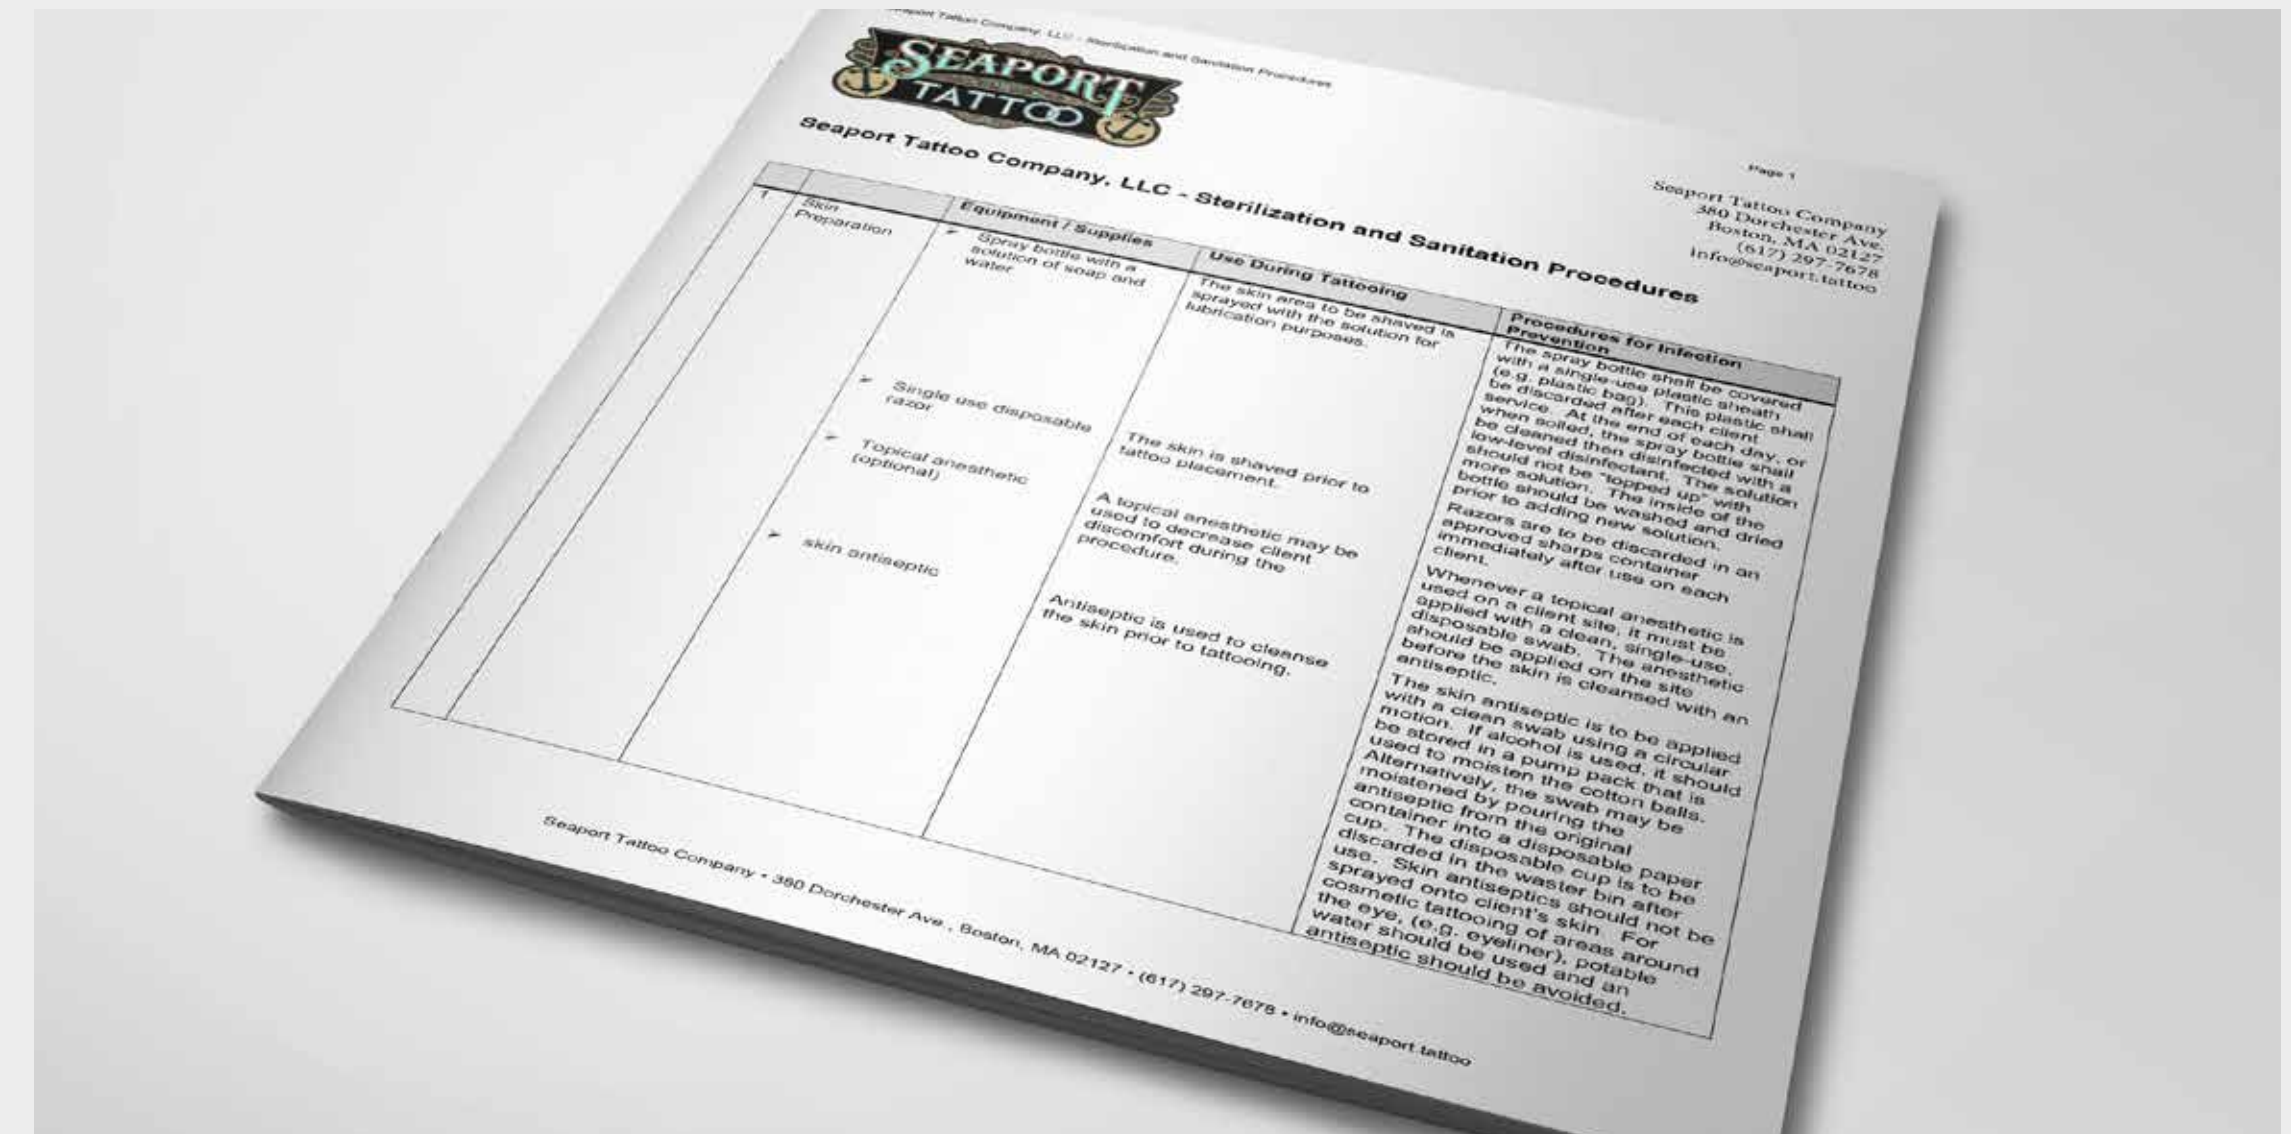 Seaport Tattoo Company, LLC - Sterilization and Sanitation Procedures
SEAPORT
TATTOO
Page 1
Seaport Tattoo Company
380 Dorchester Ave.
Boston, MA 02127
(617) 297-7678
info@seaport.tattoo
Seaport Tattoo Company, LLC - Sterilization and Sanitation Procedures
Equipment / Supplies
Use During Tattooing
Procedures for Infection
Prevention
1
Skin
Preparation
➢ Spray bottle with a
solution of soap and
water
The skin area to be shaved is
sprayed with the solution for
lubrication purposes.
The spray bottle shall be covered
with a single-use plastic sheath
(e.g. plastic bag). This plastic shall
be discarded after each client
service. At the end of each day, or
when soiled, the spray bottle shall
be cleaned then disinfected with a
low-level disinfectant. The solution
should not be "topped up" with
more solution. The inside of the
bottle should be washed and dried
prior to adding new solution.
➢ Single use disposable
razor
The skin is shaved prior to
tattoo placement.
Razors are to be discarded in an
approved sharps container
immediately after use on each
client.
➢ Topical anesthetic
(optional)
A topical anesthetic may be
used to decrease client
discomfort during the
procedure.
Whenever a topical anesthetic is
used on a client site, it must be
applied with a clean, single-use,
disposable swab. The anesthetic
should be applied on the site
before the skin is cleansed with an
antiseptic.
➢ skin antiseptic
Antiseptic is used to cleanse
the skin prior to tattooing.
The skin antiseptic is to be applied
with a clean swab using a circular
motion. If alcohol is used, it should
be stored in a pump pack that is
used to moisten the cotton balls.
Alternatively, the swab may be
moistened by pouring the
antiseptic from the original
container into a disposable paper
cup. The disposable cup is to be
discarded in the waster bin after
use. Skin antiseptics should not be
sprayed onto client's skin. For
cosmetic tattooing of areas around
the eye, (e.g. eyeliner), potable
water should be used and an
antiseptic should be avoided.
Seaport Tattoo Company • 380 Dorchester Ave., Boston, MA 02127 • (617) 297-7678 • info@seaport.tattoo